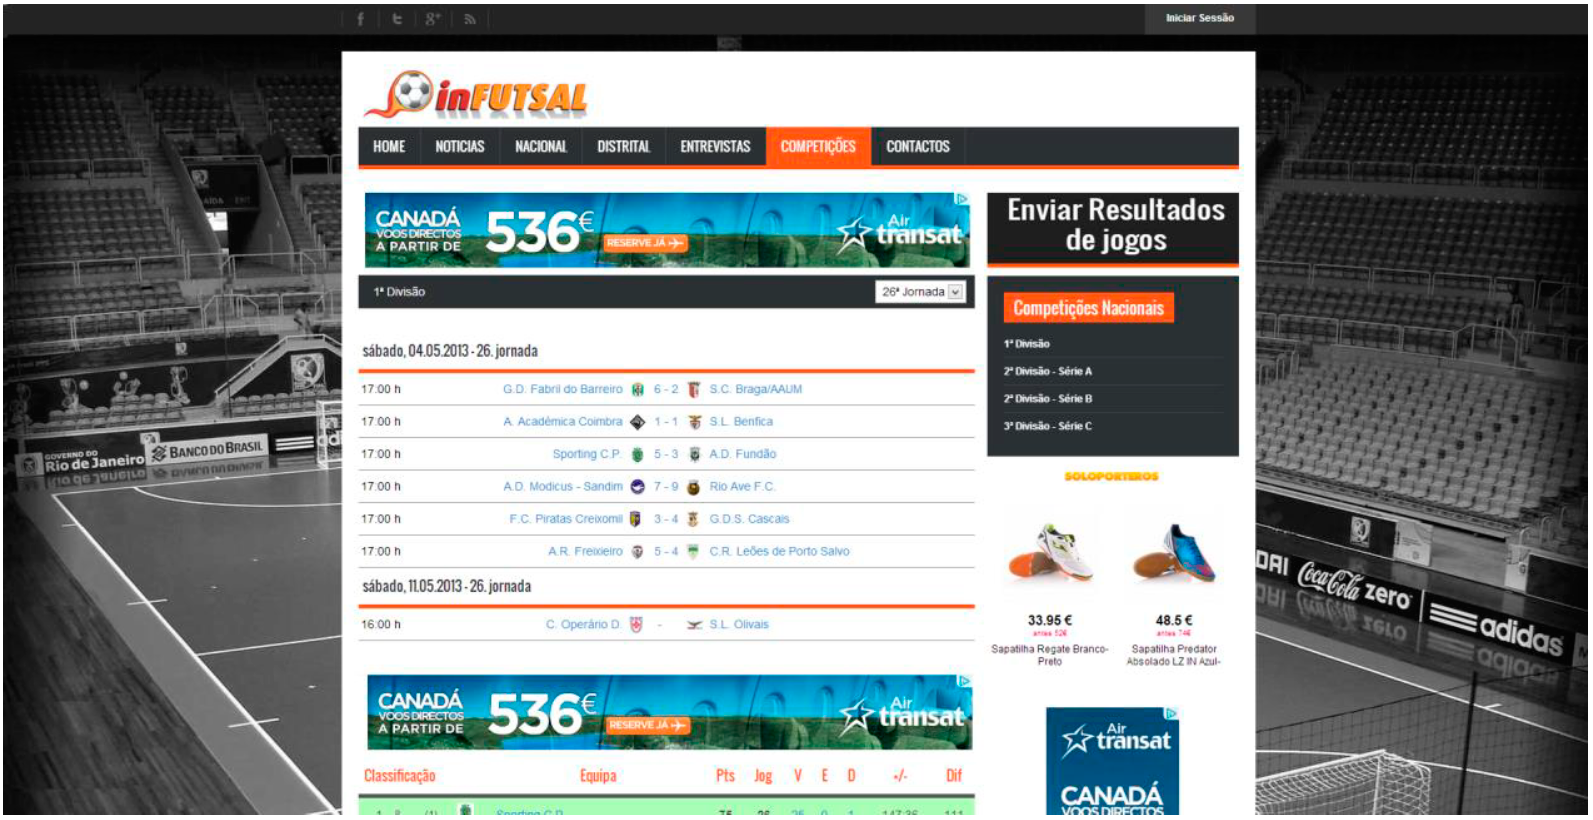 Iniciar Sessão
inFUTSAL
HOME NOTICIAS NACIONAL DISTRITAL ENTREVISTAS COMPETIÇÕES CONTACTOS
CANADÁ
VOOS DIRECTOS
A PARTIR DE
536€
RESERVE JÁ
Air
transat
Enviar Resultados
de jogos
1ª Divisão 26ª Jornada
Competições Nacionais
1ª Divisão
2ª Divisão - Série A
2ª Divisão - Série B
3ª Divisão - Série C
sábado, 04.05.2013 - 26. jornada
17:00 h G.D. Fabril do Barreiro 6 - 2 S.C. Braga/AAUM
17:00 h A. Académica Coimbra 1 - 1 S.L. Benfica
17:00 h Sporting C.P. 5 - 3 A.D. Fundão
17:00 h A.D. Modicus - Sandim 7 - 9 Rio Ave F.C.
17:00 h F.C. Piratas Creixomil 3 - 4 G.D.S. Cascais
17:00 h A.R. Freixieiro 5 - 4 C.R. Leões de Porto Salvo
sábado, 11.05.2013 - 26. jornada
16:00 h C. Operário D. - S.L. Olivais
SOLOPORTEROS
33.95 €
antes 52€
Sapatilha Regate Branco-
Preto
48.5 €
antes 74€
Sapatilha Predator
Absolado LZ IN Azul-
CANADÁ
VOOS DIRECTOS
A PARTIR DE
536€
RESERVE JÁ
Air
transat
Air
transat
CANADÁ
VOOS DIRECTOS
Classificação Equipa Pts Jog V E D +/- Dif
Sporting C.P. 75 26
GOVERNO DO
Rio de Janeiro
BANCO DO BRASIL
Coca-Cola zero
adidas